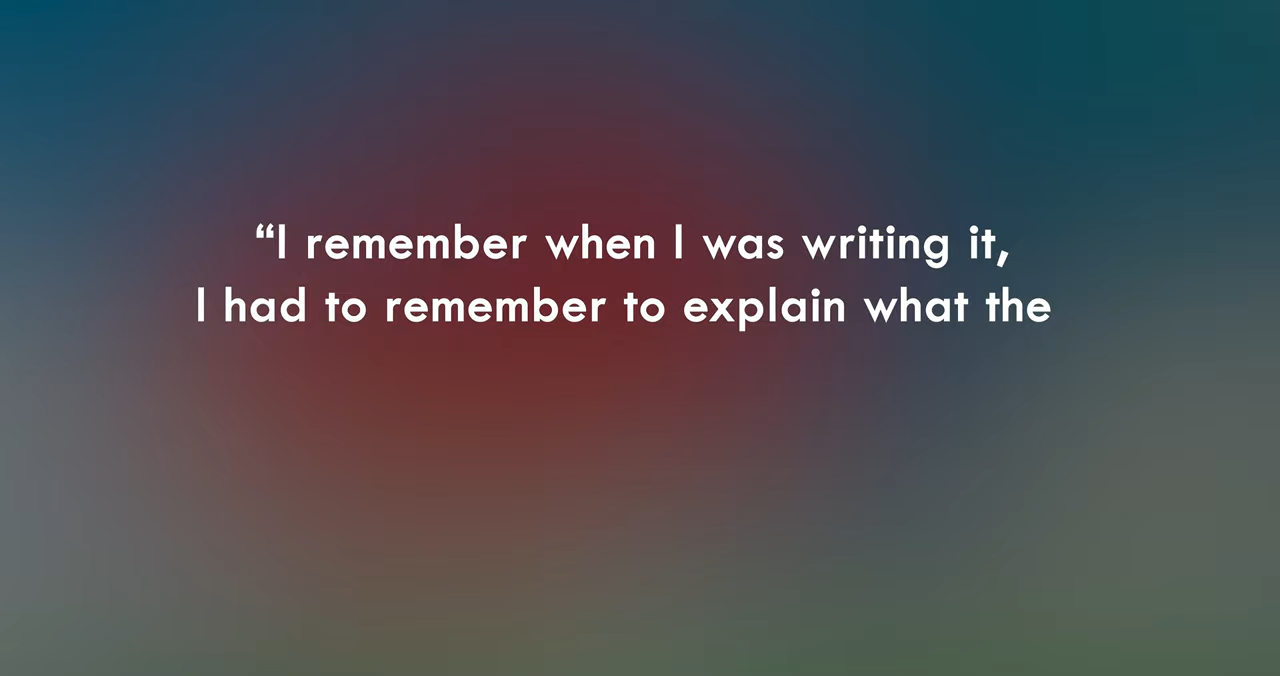 “I remember when I was writing it,
I had to remember to explain what the